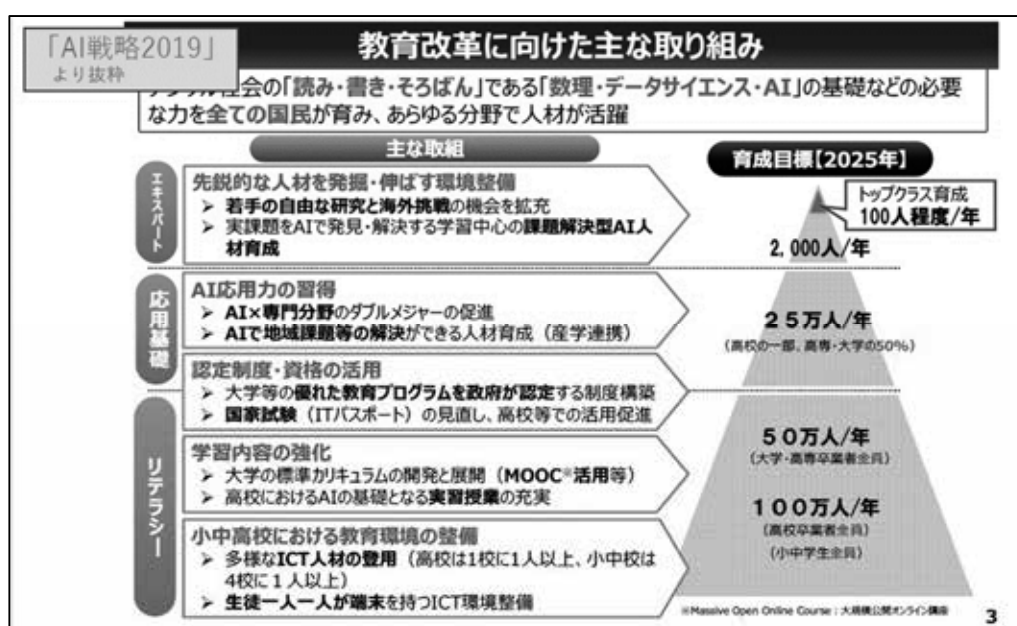 「AI戦略2019」
より抜粋
教育改革に向けた主な取り組み
社会の「読み・書き・そろばん」である「数理・データサイエンス・AI」の基礎などの必要
な力を全ての国民が育み、あらゆる分野で人材が活躍
主な取組
育成目標【2025年】
エキスパート
先鋭的な人材を発掘・伸ばす環境整備
➢ 若手の自由な研究と海外挑戦の機会を拡充
➢ 実課題をAIで発見・解決する学習中心の課題解決型AI人
材育成
トップクラス育成
100人程度/年
2,000人/年
応用基礎
AI応用力の習得
➢ AI×専門分野のダブルメジャーの促進
➢ AIで地域課題等の解決ができる人材育成（産学連携）
25万人/年
（高校の一部、高専・大学の50%）
認定制度・資格の活用
➢ 大学等の優れた教育プログラムを政府が認定する制度構築
➢ 国家試験（ITパスポート）の見直し、高校等での活用促進
リテラシー
学習内容の強化
➢ 大学の標準カリキュラムの開発と展開（MOOC※活用等）
➢ 高校におけるAIの基礎となる実習授業の充実
50万人/年
（大学・高専卒業者全員）
100万人/年
（高校卒業者全員）
（小中学生全員）
小中高校における教育環境の整備
➢ 多様なICT人材の登用（高校は1校に1人以上、小中校は
4校に１人以上）
➢ 生徒一人一人が端末を持つICT環境整備
※Massive Open Online Course：大規模公開オンライン講座
3